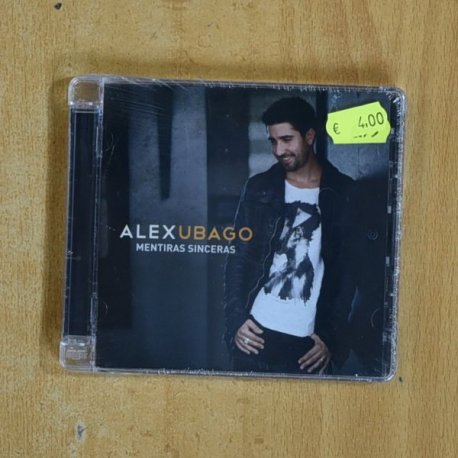 € 4.00
ALEXUBAGO
MENTIRAS SINCERAS